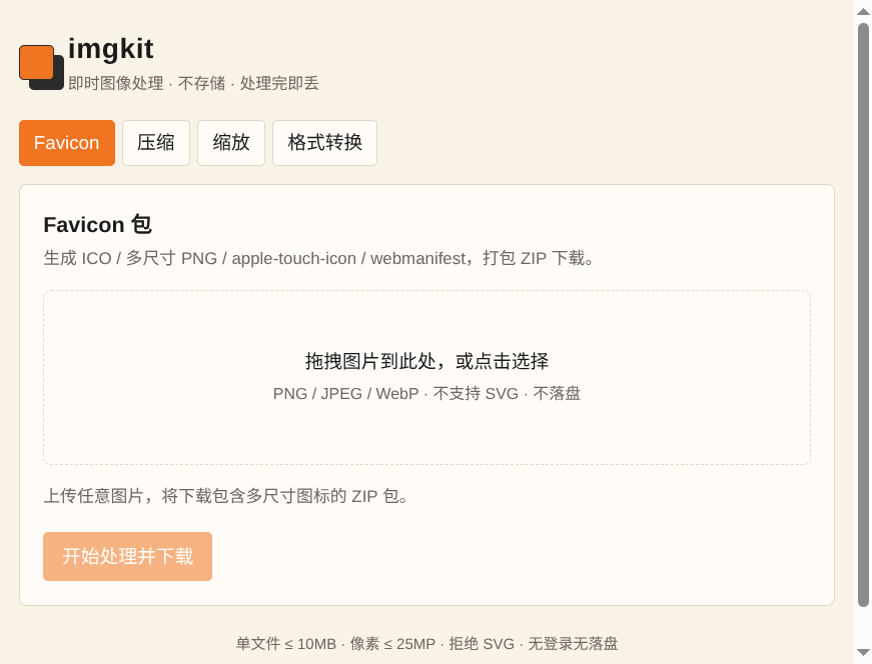 imgkit
即时图像处理 · 不存储 · 处理完即丢
Favicon
压缩
缩放
格式转换
Favicon 包
生成 ICO / 多尺寸 PNG / apple-touch-icon / webmanifest，打包 ZIP 下载。
拖拽图片到此处，或点击选择
PNG / JPEG / WebP · 不支持 SVG · 不落盘
上传任意图片，将下载包含多尺寸图标的 ZIP 包。
开始处理并下载
单文件 ≤ 10MB · 像素 ≤ 25MP · 拒绝 SVG · 无登录无落盘